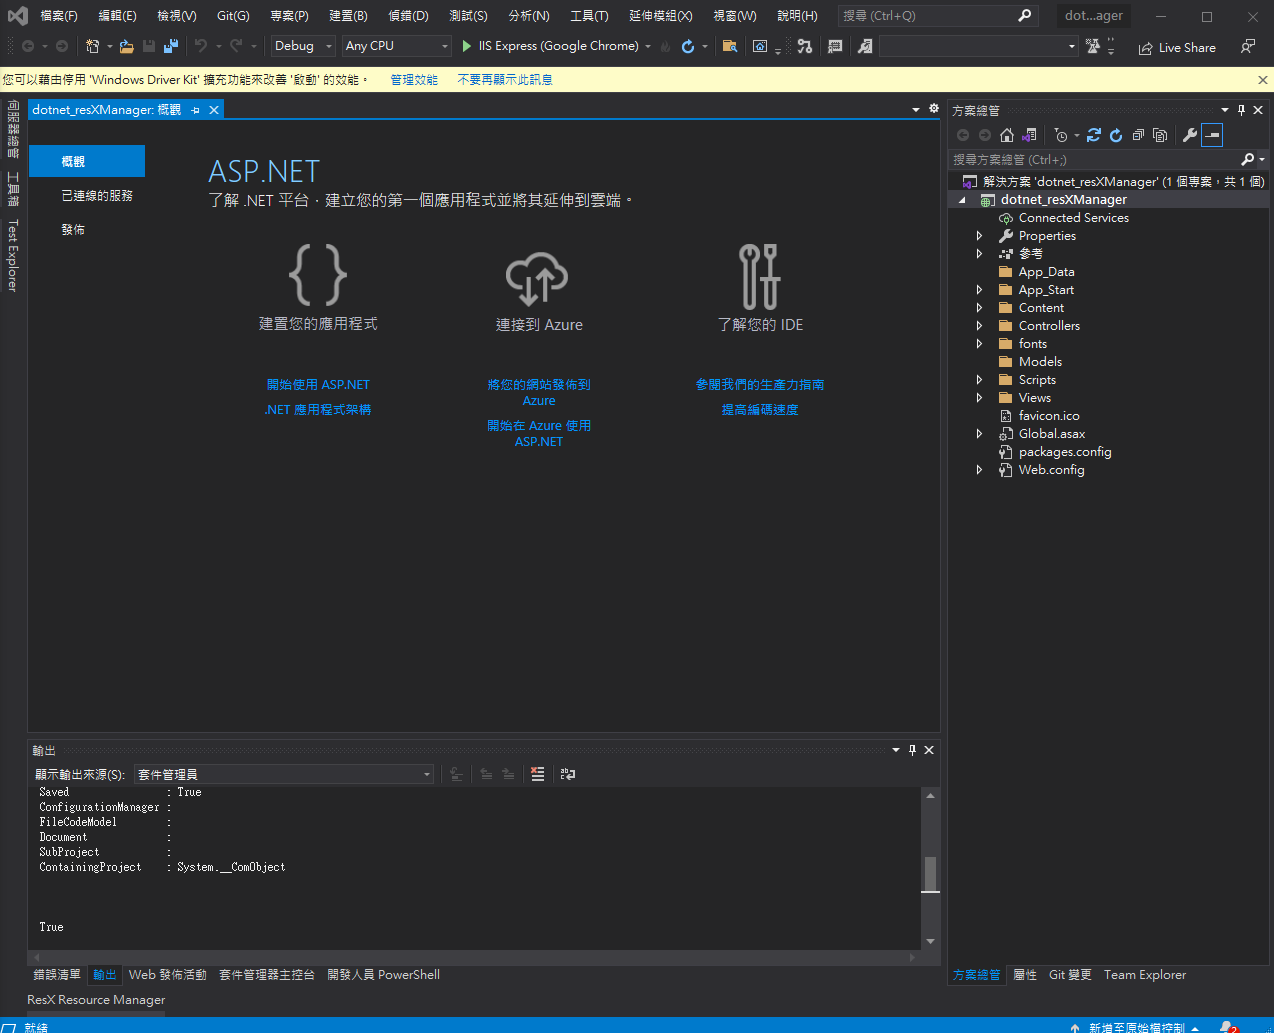 檔案(F) 編輯(E) 檢視(V) Git(G) 專案(P) 建置(B) 偵錯(D) 測試(S) 分析(N) 工具(T) 延伸模組(X) 視窗(W) 說明(H) 搜尋 (Ctrl+Q) dot...ager
Debug Any CPU IIS Express (Google Chrome) Live Share
您可以藉由停用 'Windows Driver Kit' 擴充功能來改善 '啟動' 的效能。 管理效能 不要再顯示此訊息
伺服器總管
工具箱
Test Explorer
dotnet_resXManager: 概觀
概觀
已連線的服務
發佈
ASP.NET
了解 .NET 平台，建立您的第一個應用程式並將其延伸到雲端。
建置您的應用程式
開始使用 ASP.NET
.NET 應用程式架構
連接到 Azure
將您的網站發佈到
Azure
開始在 Azure 使用
ASP.NET
了解您的 IDE
參閱我們的生產力指南
提高編碼速度
輸出
顯示輸出來源(S): 套件管理員
Saved : True
ConfigurationManager :
FileCodeModel :
Document :
SubProject :
ContainingProject : System.__ComObject
True
錯誤清單 輸出 Web 發佈活動 套件管理器主控台 開發人員 PowerShell
方案總管
搜尋方案總管 (Ctrl+;)
解決方案 'dotnet_resXManager' (1 個專案，共 1 個)
dotnet_resXManager
Connected Services
Properties
參考
App_Data
App_Start
Content
Controllers
fonts
Models
Scripts
Views
favicon.ico
Global.asax
packages.config
Web.config
方案總管 屬性 Git 變更 Team Explorer
ResX Resource Manager
就緒 新增至原始檔控制 2